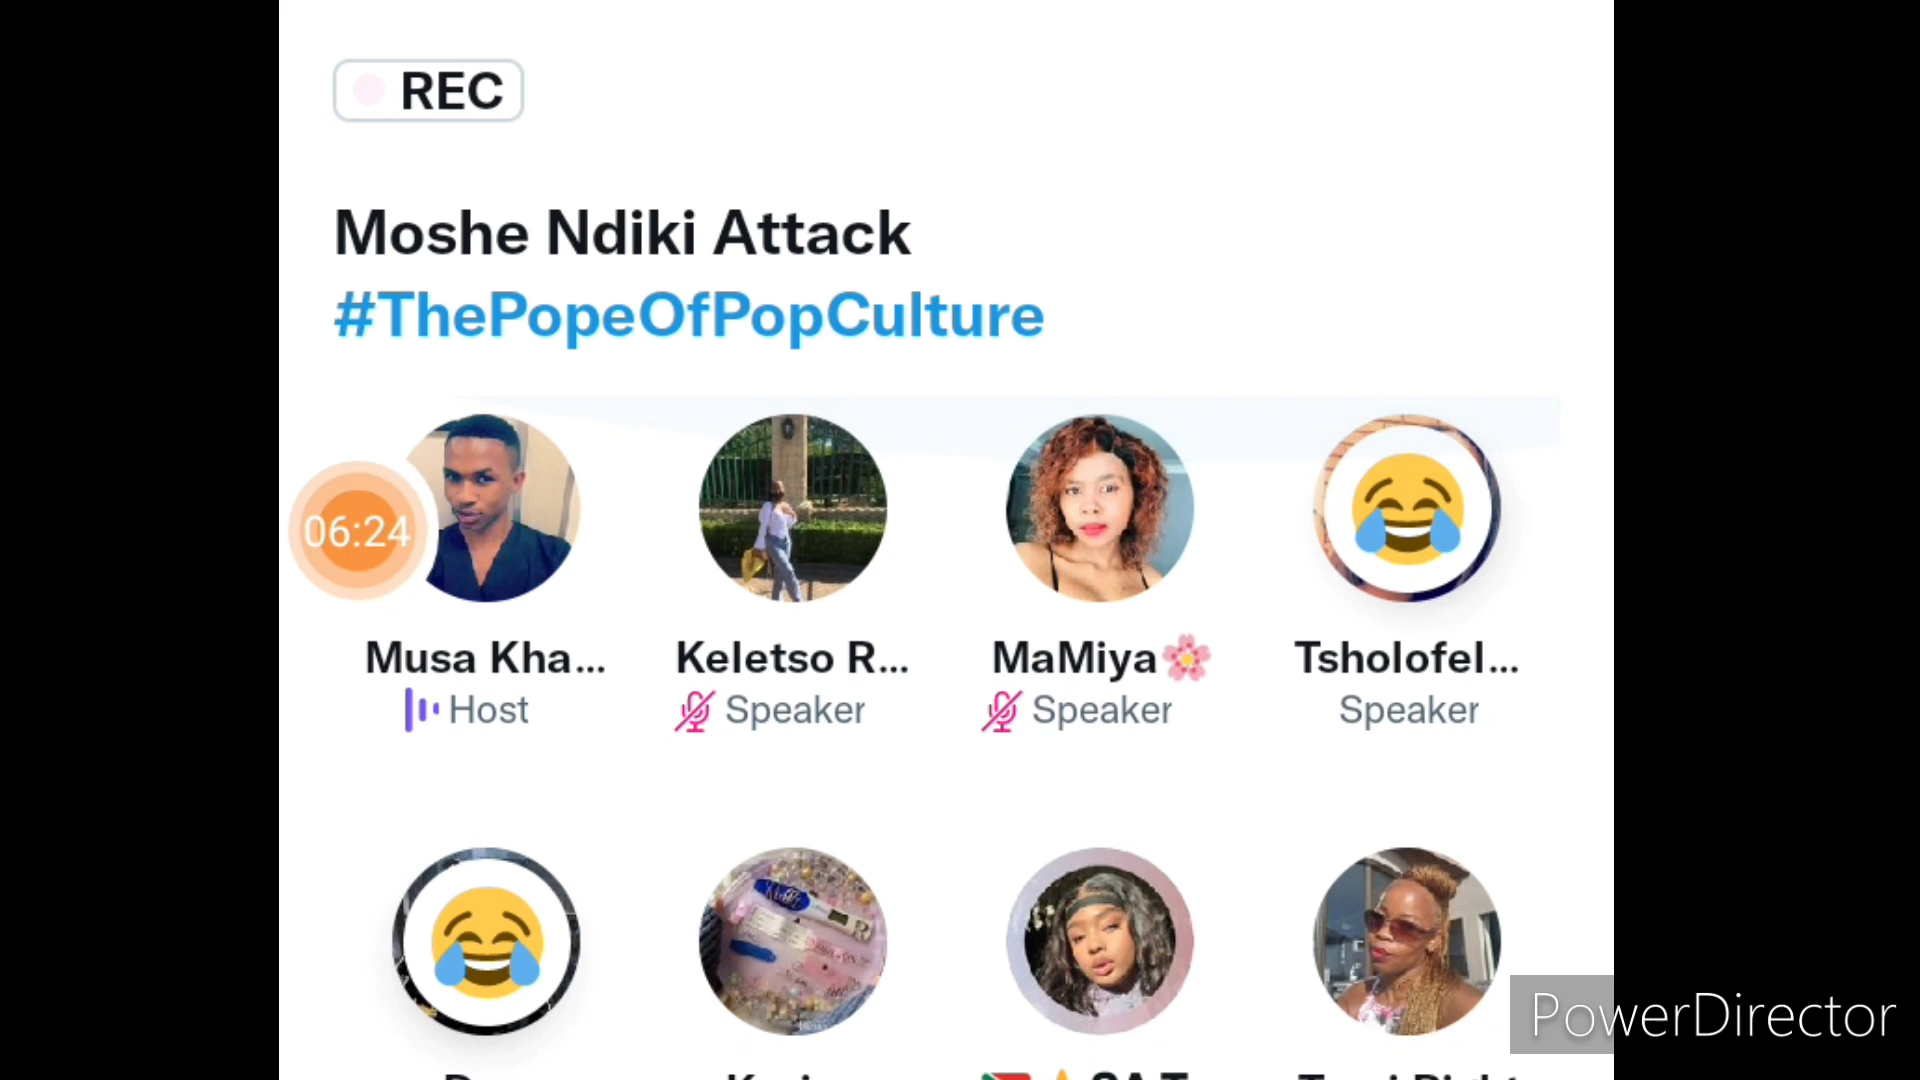 REC
Moshe Ndiki Attack
#ThePopeOfPopCulture
06:24
Musa Kha... Keletso R... MaMiya🌸 Tsholofel...
Host Speaker Speaker Speaker
PowerDirector